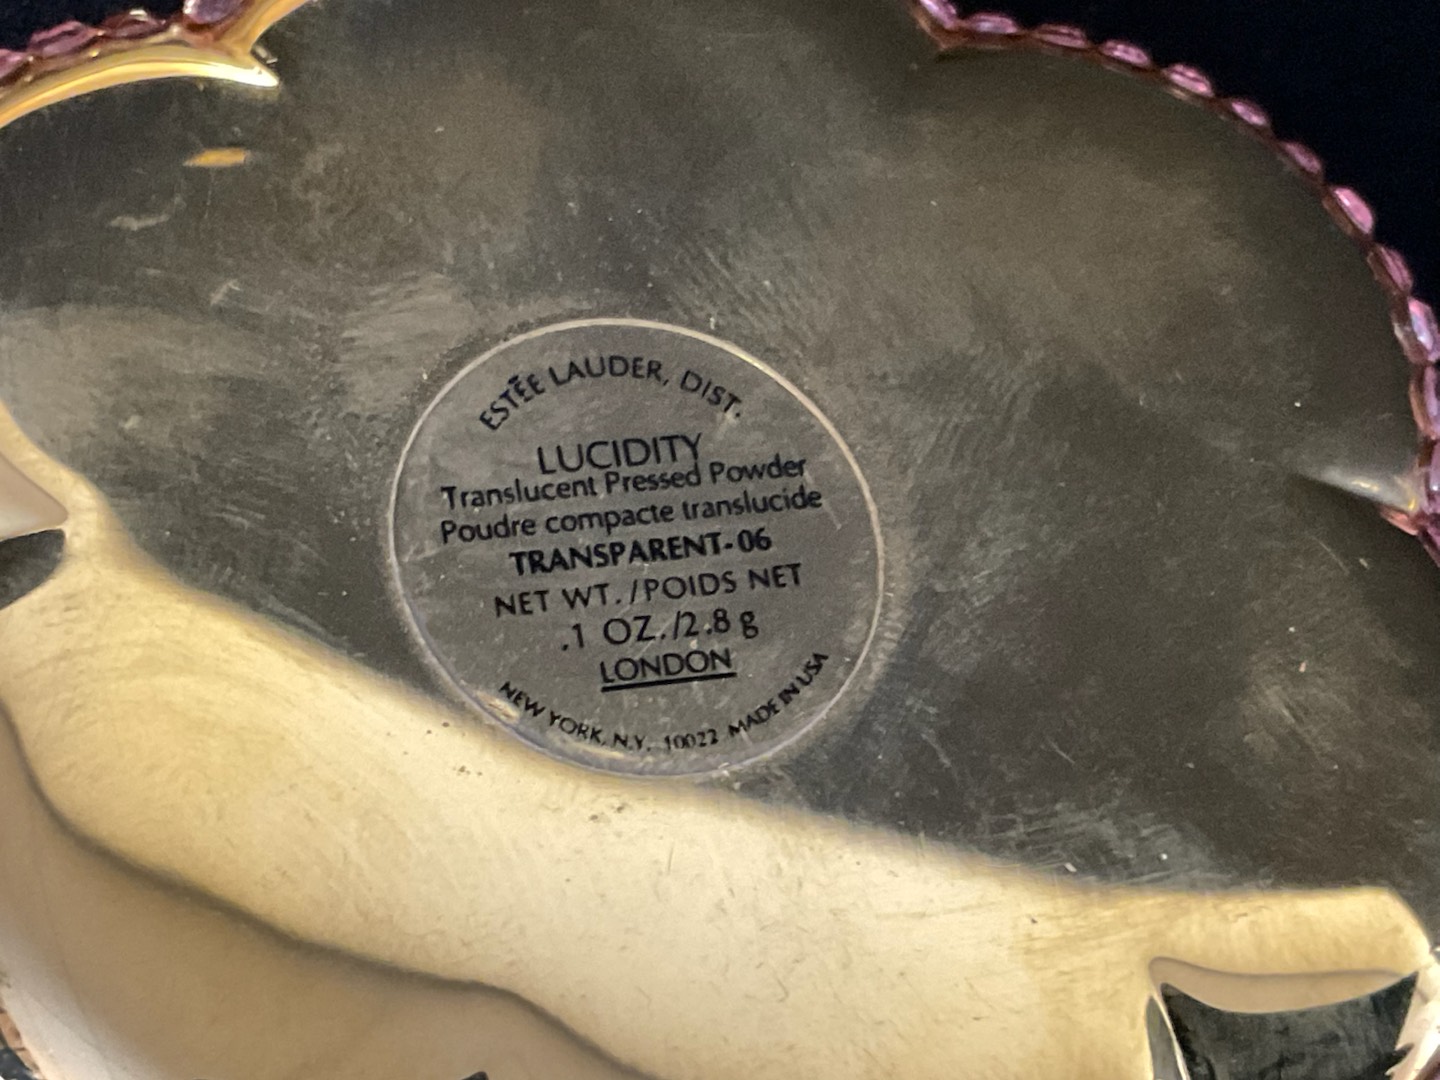 ESTĒE LAUDER, DIST.
LUCIDITY
Translucent Pressed Powder
Poudre compacte translucide
TRANSPARENT-06
NET WT./POIDS NET
.1 OZ./2.8 g
LONDON
NEW YORK, N.Y. 10022 MADE IN USA